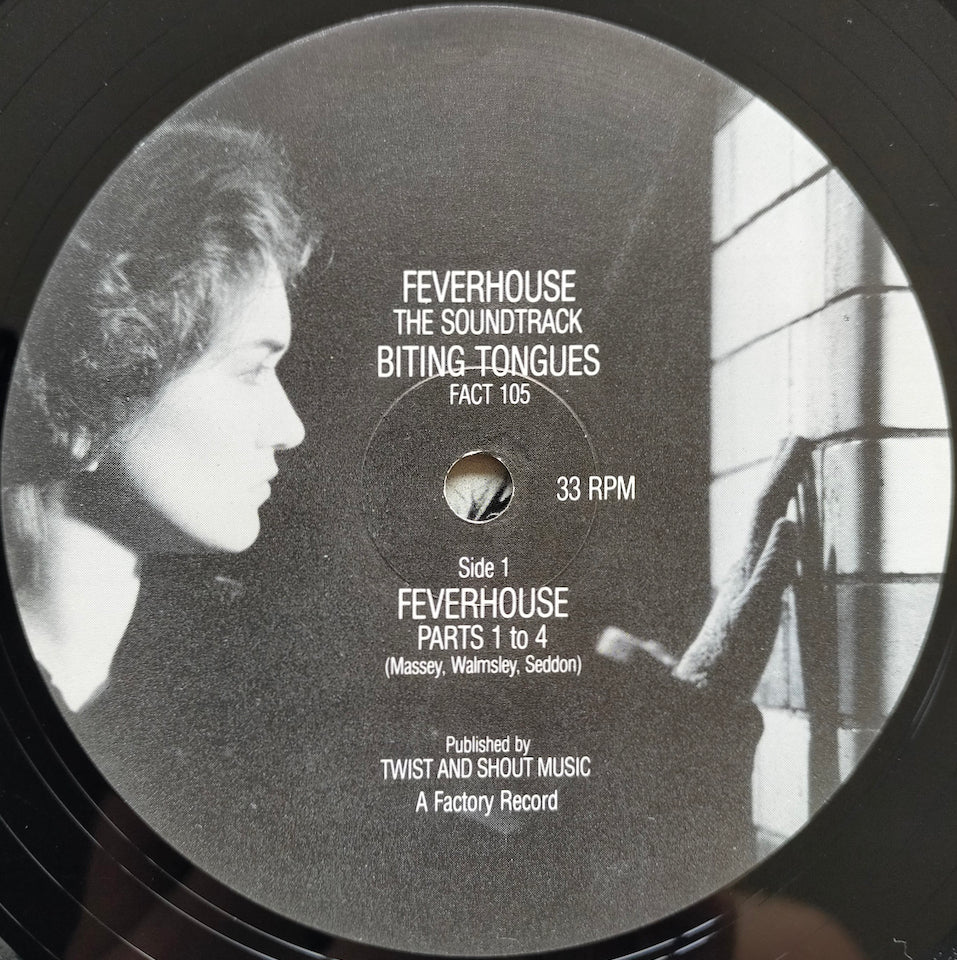 FEVERHOUSE
THE SOUNDTRACK
BITING TONGUES
FACT 105
33 RPM
Side 1
FEVERHOUSE
PARTS 1 to 4
(Massey, Walmsley, Seddon)
Published by
TWIST AND SHOUT MUSIC
A Factory Record